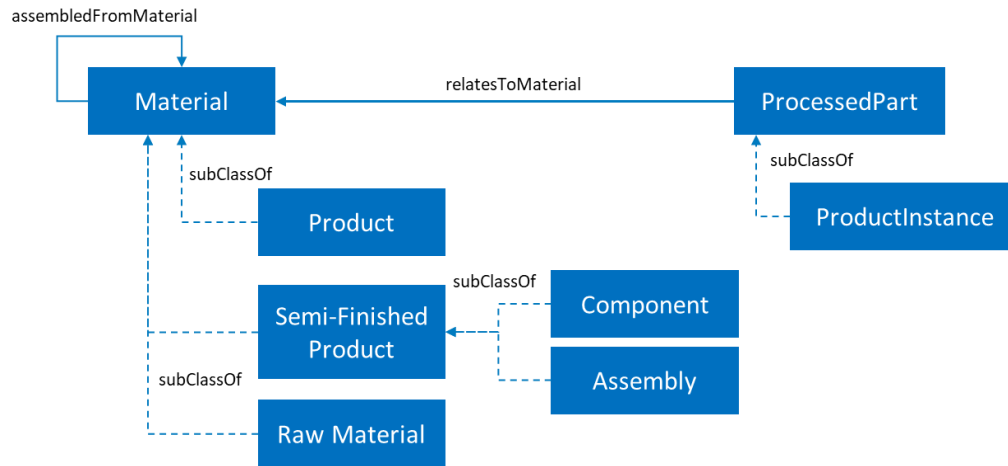 assembledFromMaterial
Material
relatesToMaterial
ProcessedPart
subClassOf
subClassOf
Product
ProductInstance
subClassOf
Component
Semi-Finished
Product
subClassOf
Assembly
Raw Material